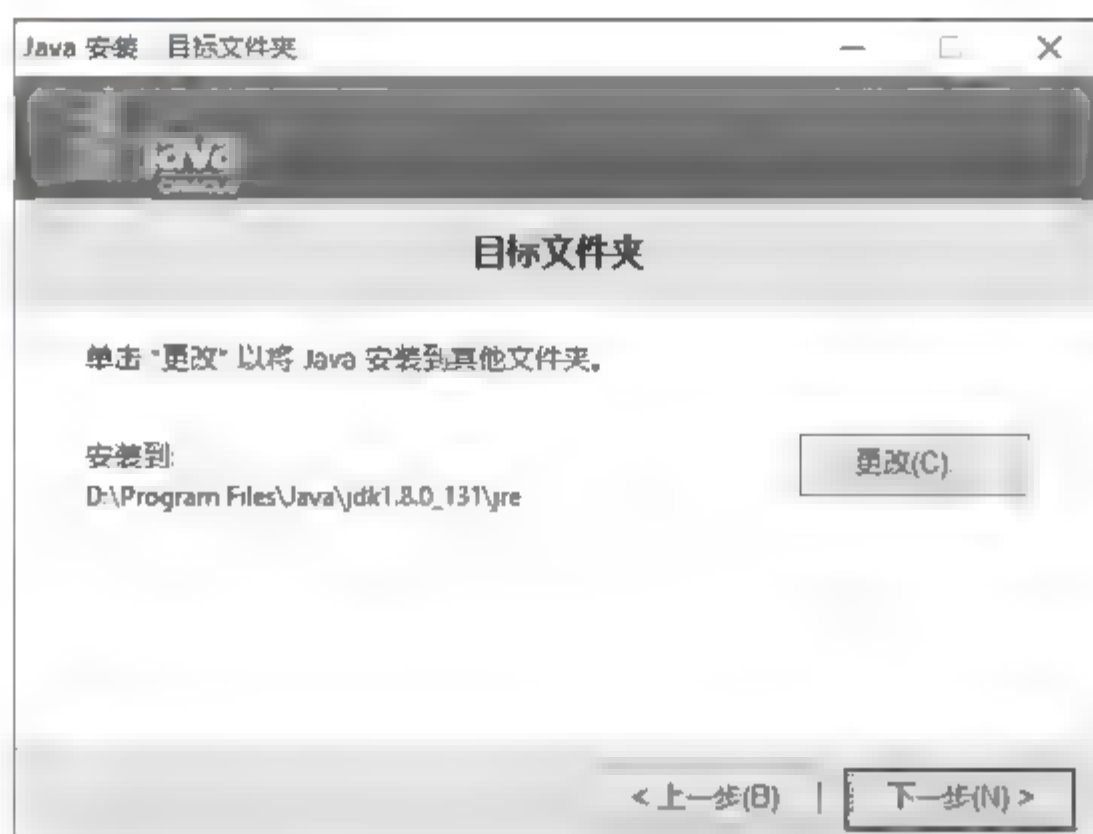 Java 安装 目标文件夹
Java
目标文件夹
单击 "更改" 以将 Java 安装到其他文件夹。
安装到:
更改(C)
D:\Program Files\Java\jdk1.8.0_131\jre
< 上一步(B)
下一步(N) >